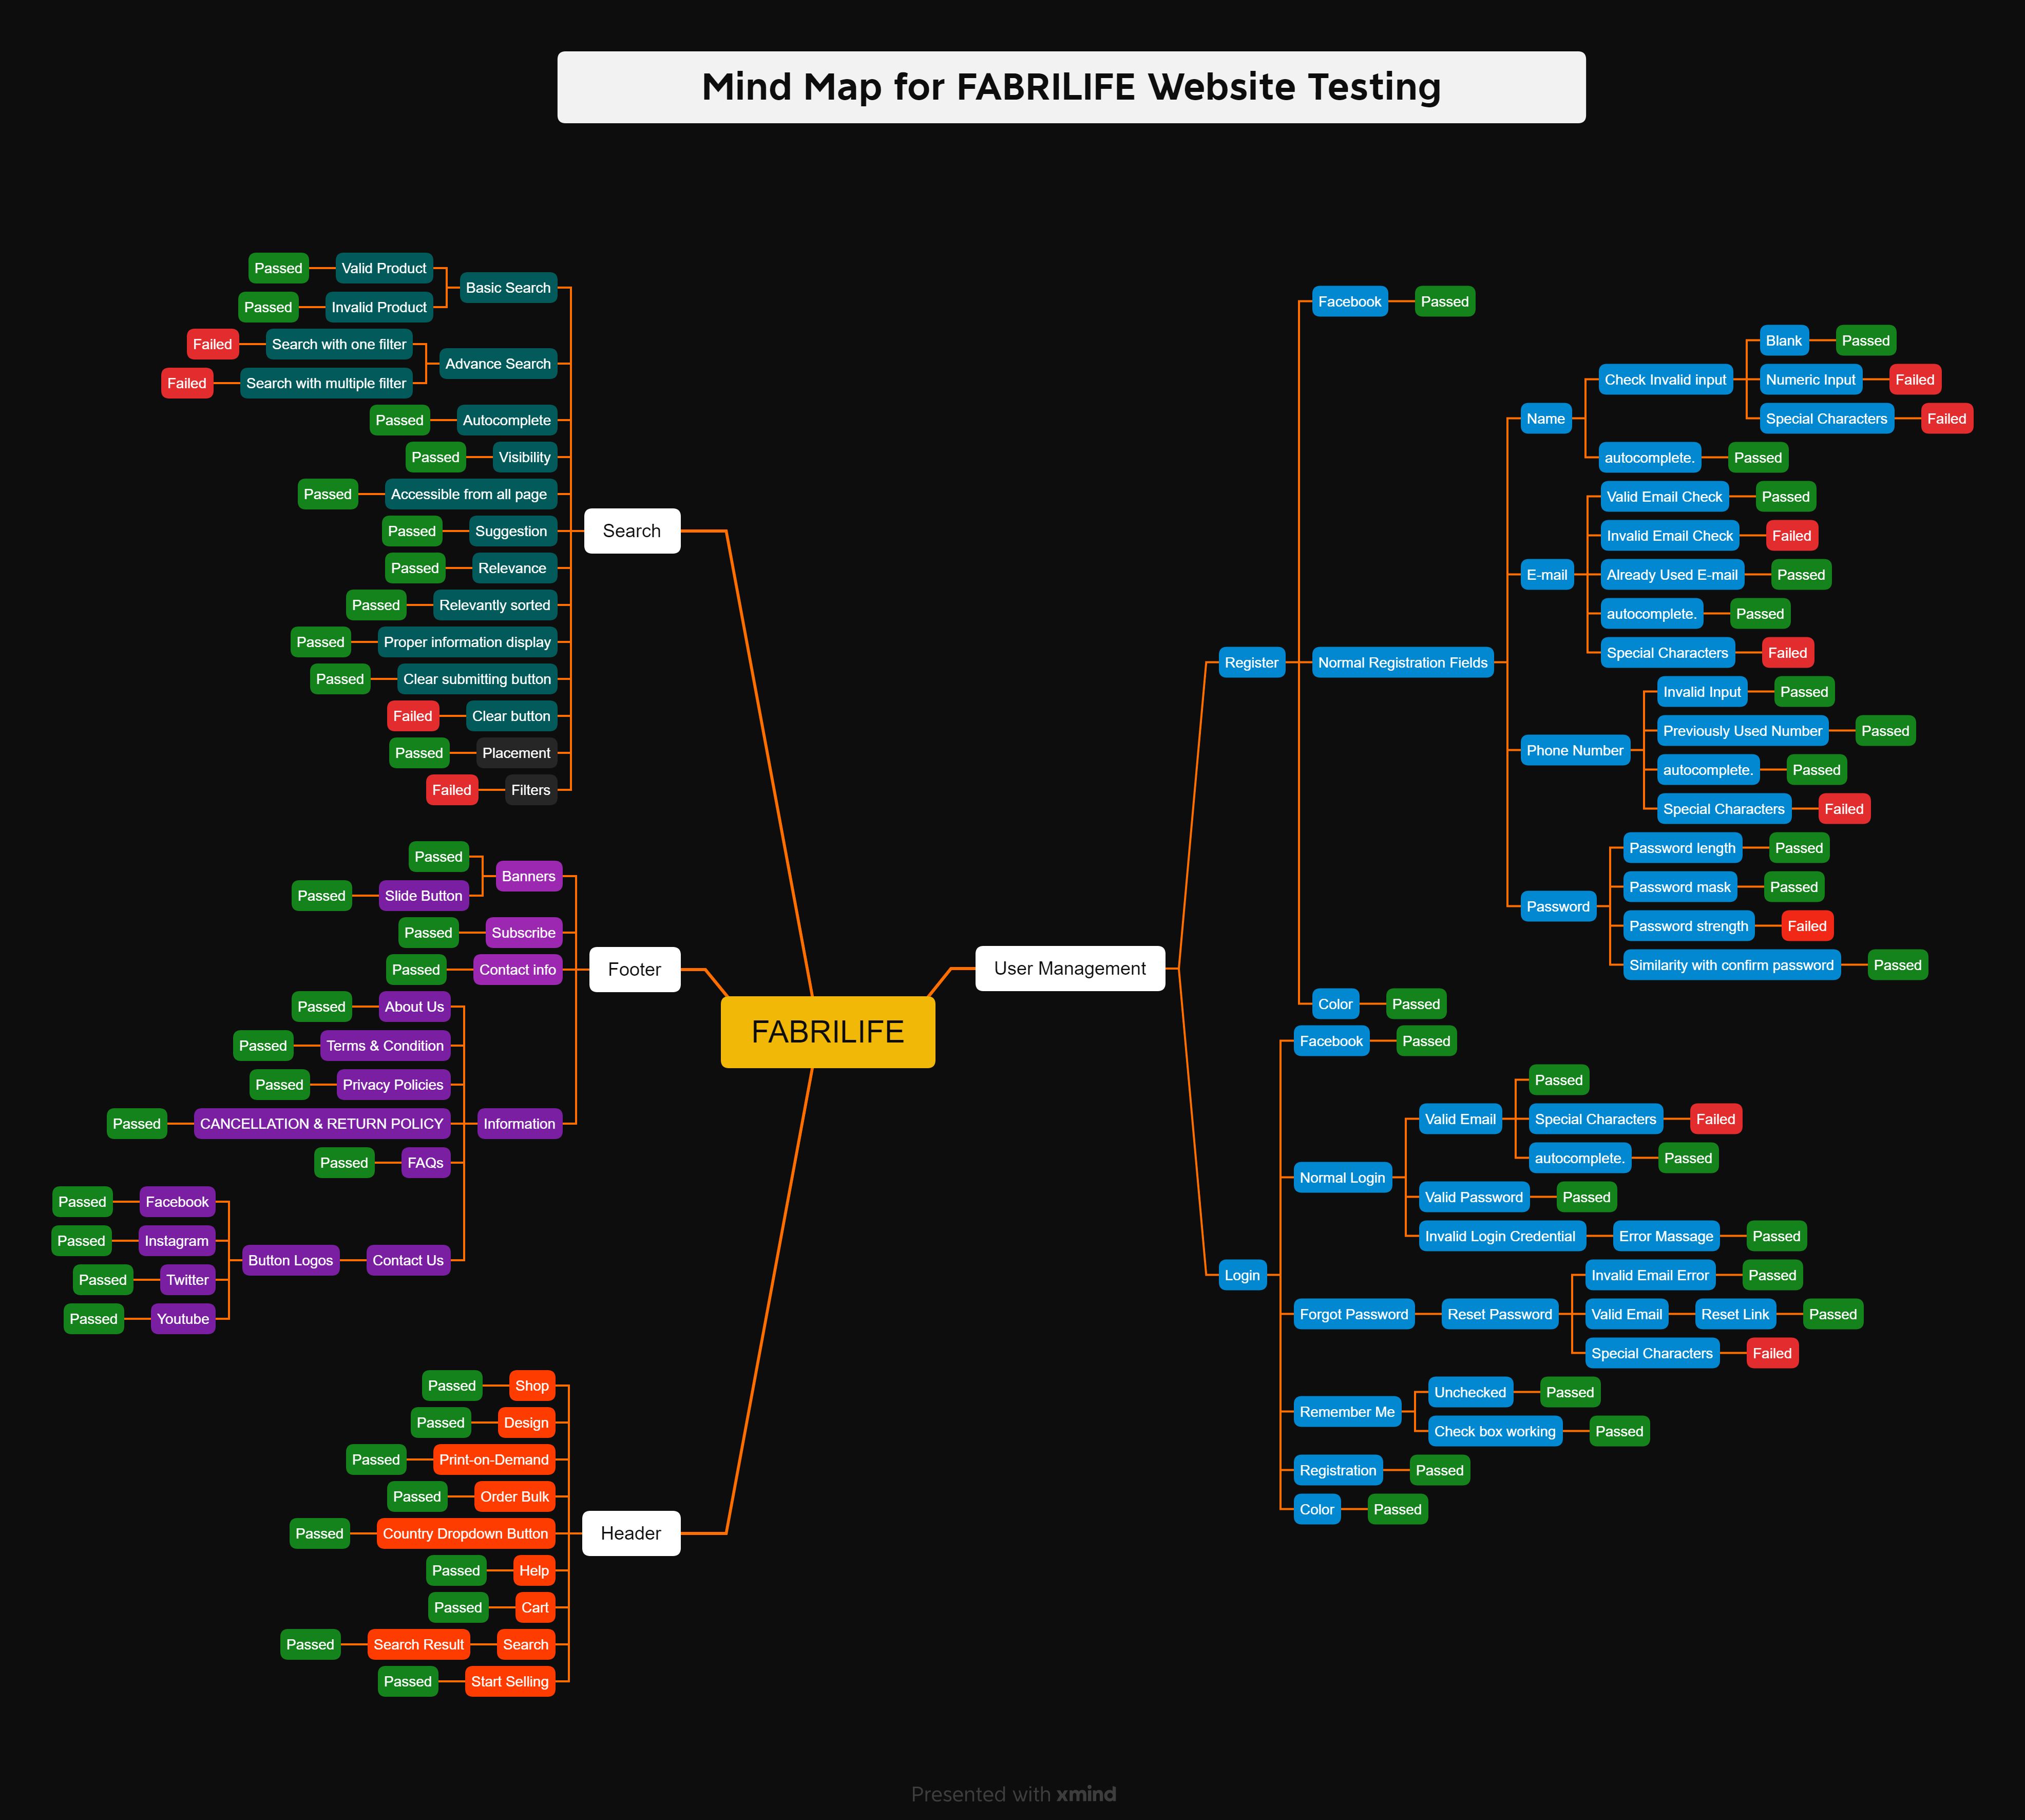 Mind Map for FABRILIFE Website Testing
FABRILIFE
Search
Basic Search
Valid Product
Passed
Invalid Product
Passed
Advance Search
Search with one filter
Failed
Search with multiple filter
Failed
Autocomplete
Passed
Visibility
Passed
Accessible from all page
Passed
Suggestion
Passed
Relevance
Passed
Relevantly sorted
Passed
Proper information display
Passed
Clear submitting button
Passed
Clear button
Failed
Placement
Passed
Filters
Failed
Footer
Banners
Passed
Slide Button
Passed
Subscribe
Passed
Contact info
Passed
Information
About Us
Passed
Terms & Condition
Passed
Privacy Policies
Passed
CANCELLATION & RETURN POLICY
Passed
FAQs
Passed
Contact Us
Button Logos
Facebook
Passed
Instagram
Passed
Twitter
Passed
Youtube
Passed
Header
Shop
Passed
Design
Passed
Print-on-Demand
Passed
Order Bulk
Passed
Country Dropdown Button
Passed
Help
Passed
Cart
Passed
Search
Search Result
Passed
Start Selling
Passed
User Management
Register
Facebook
Passed
Normal Registration Fields
Name
Check Invalid input
Blank
Passed
Numeric Input
Failed
Special Characters
Failed
autocomplete.
Passed
E-mail
Valid Email Check
Passed
Invalid Email Check
Failed
Already Used E-mail
Passed
autocomplete.
Passed
Special Characters
Failed
Phone Number
Invalid Input
Passed
Previously Used Number
Passed
autocomplete.
Passed
Special Characters
Failed
Password
Password length
Passed
Password mask
Passed
Password strength
Failed
Similarity with confirm password
Passed
Color
Passed
Login
Facebook
Passed
Normal Login
Valid Email
Passed
Special Characters
Failed
autocomplete.
Passed
Valid Password
Passed
Invalid Login Credential
Error Massage
Passed
Forgot Password
Reset Password
Invalid Email Error
Passed
Valid Email
Reset Link
Passed
Special Characters
Failed
Remember Me
Unchecked
Passed
Check box working
Passed
Registration
Passed
Color
Passed
Presented with xmind